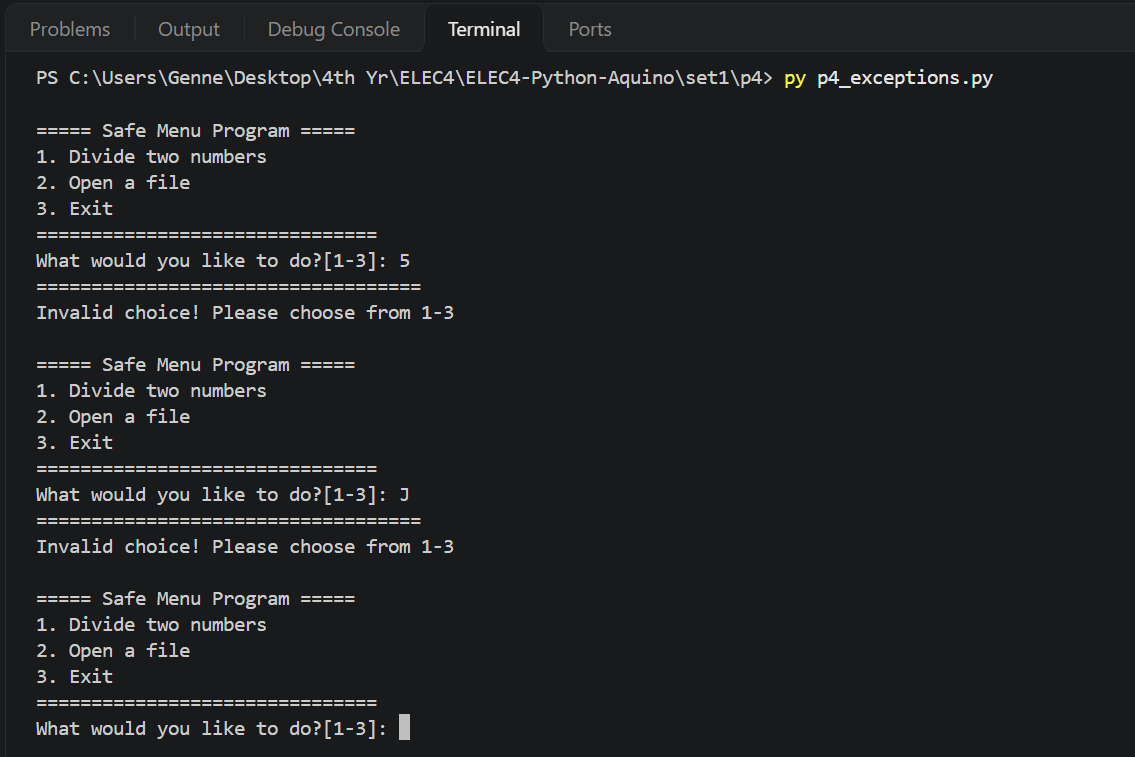 Problems Output Debug Console Terminal Ports
PS C:\Users\Genne\Desktop\4th Yr\ELEC4\ELEC4-Python-Aquino\set1\p4> py p4_exceptions.py
===== Safe Menu Program =====
1. Divide two numbers
2. Open a file
3. Exit
===============================
What would you like to do?[1-3]: 5
===================================
Invalid choice! Please choose from 1-3
===== Safe Menu Program =====
1. Divide two numbers
2. Open a file
3. Exit
===============================
What would you like to do?[1-3]: J
===================================
Invalid choice! Please choose from 1-3
===== Safe Menu Program =====
1. Divide two numbers
2. Open a file
3. Exit
===============================
What would you like to do?[1-3]: